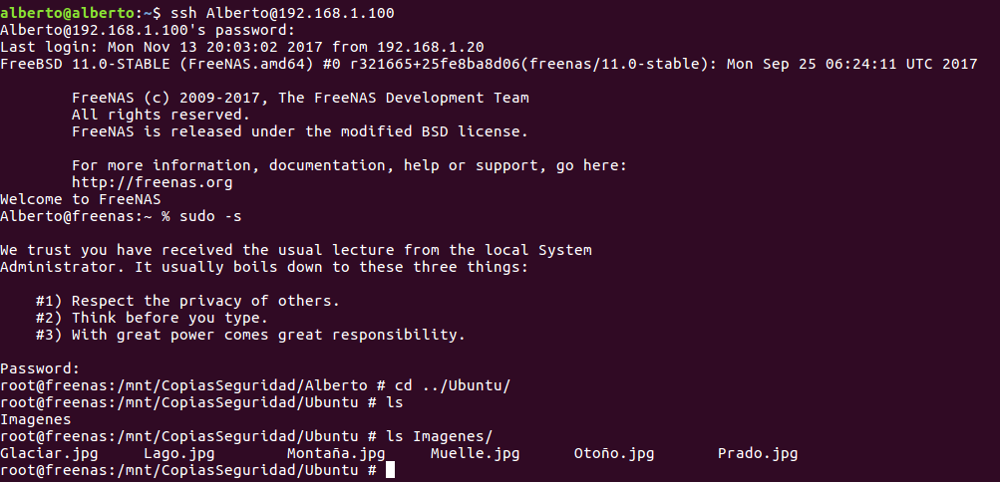 alberto@alberto:~$ ssh Alberto@192.168.1.100
Alberto@192.168.1.100's password:
Last login: Mon Nov 13 20:03:02 2017 from 192.168.1.20
FreeBSD 11.0-STABLE (FreeNAS.amd64) #0 r321665+25fe8ba8d06(freenas/11.0-stable): Mon Sep 25 06:24:11 UTC 2017

        FreeNAS (c) 2009-2017, The FreeNAS Development Team
        All rights reserved.
        FreeNAS is released under the modified BSD license.

        For more information, documentation, help or support, go here:
        http://freenas.org
Welcome to FreeNAS
Alberto@freenas:~ % sudo -s

We trust you have received the usual lecture from the local System
Administrator. It usually boils down to these three things:

    #1) Respect the privacy of others.
    #2) Think before you type.
    #3) With great power comes great responsibility.

Password:
root@freenas:/mnt/CopiasSeguridad/Alberto # cd ../Ubuntu/
root@freenas:/mnt/CopiasSeguridad/Ubuntu # ls
Imagenes
root@freenas:/mnt/CopiasSeguridad/Ubuntu # ls Imagenes/
Glaciar.jpg     Lago.jpg        Montaña.jpg     Muelle.jpg      Otoño.jpg       Prado.jpg
root@freenas:/mnt/CopiasSeguridad/Ubuntu #